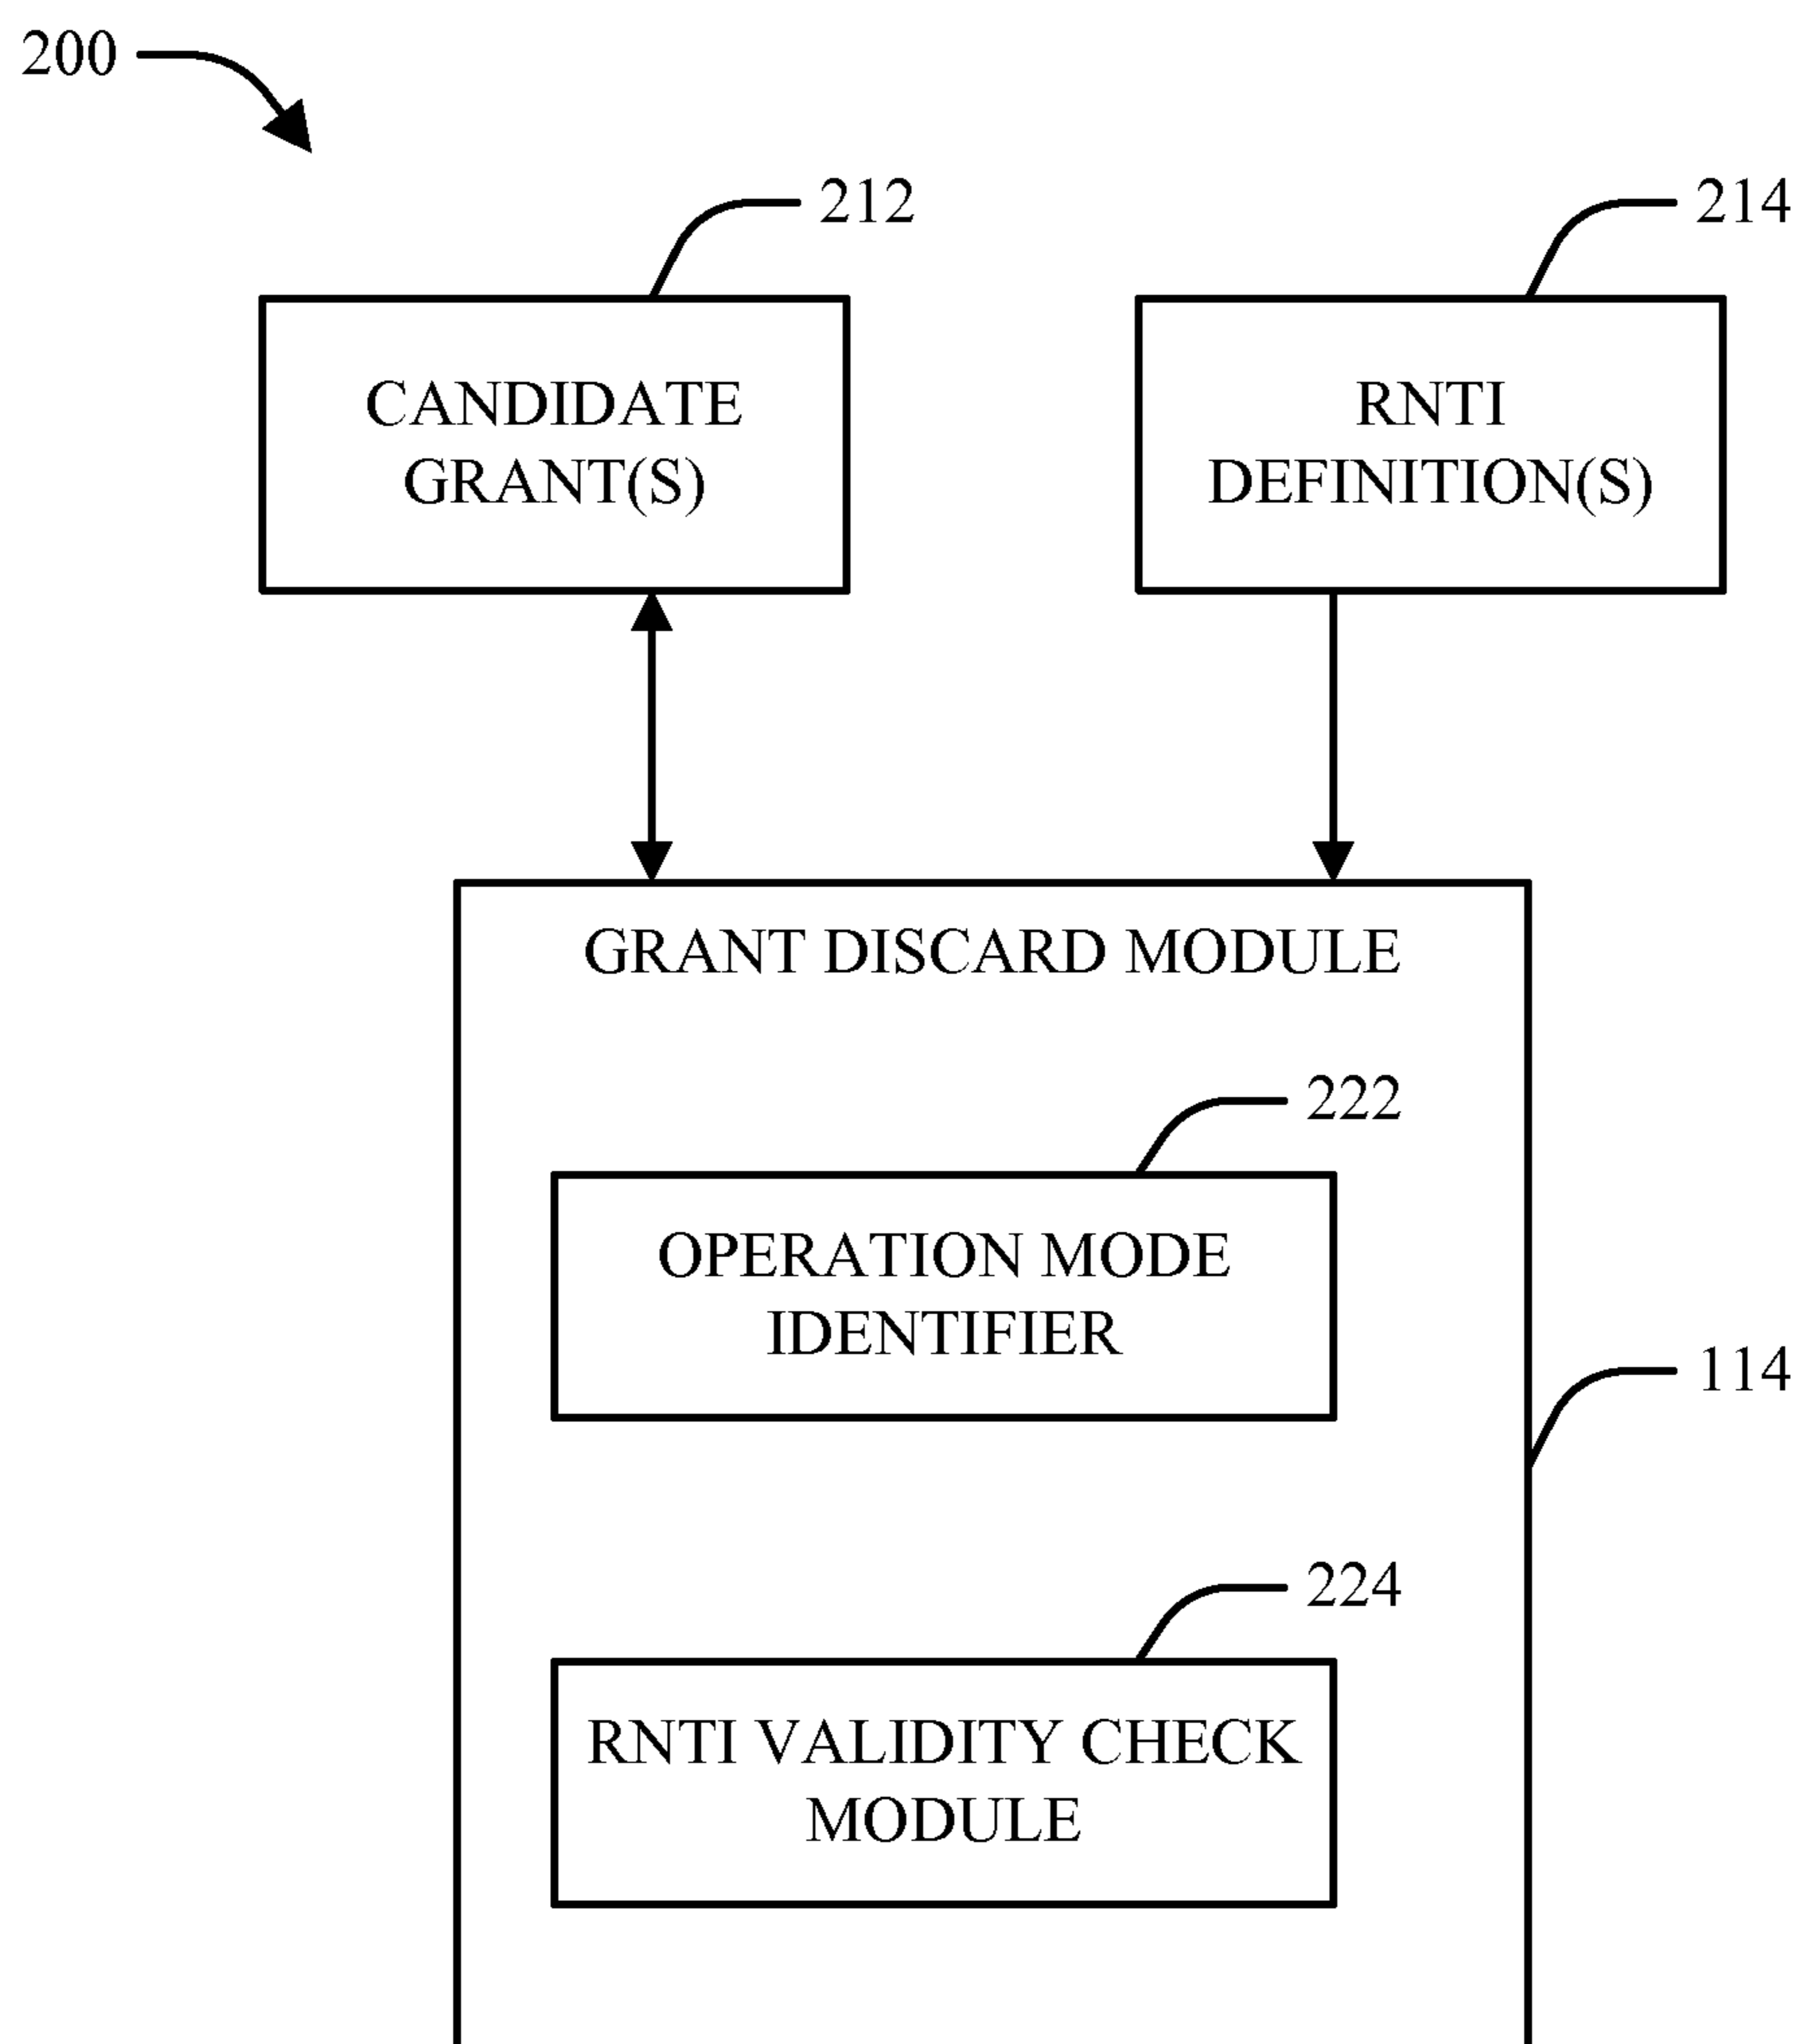 200
212
214
CANDIDATE
GRANT(S)
RNTI
DEFINITION(S)
GRANT DISCARD MODULE
222
OPERATION MODE
IDENTIFIER
114
224
RNTI VALIDITY CHECK
MODULE